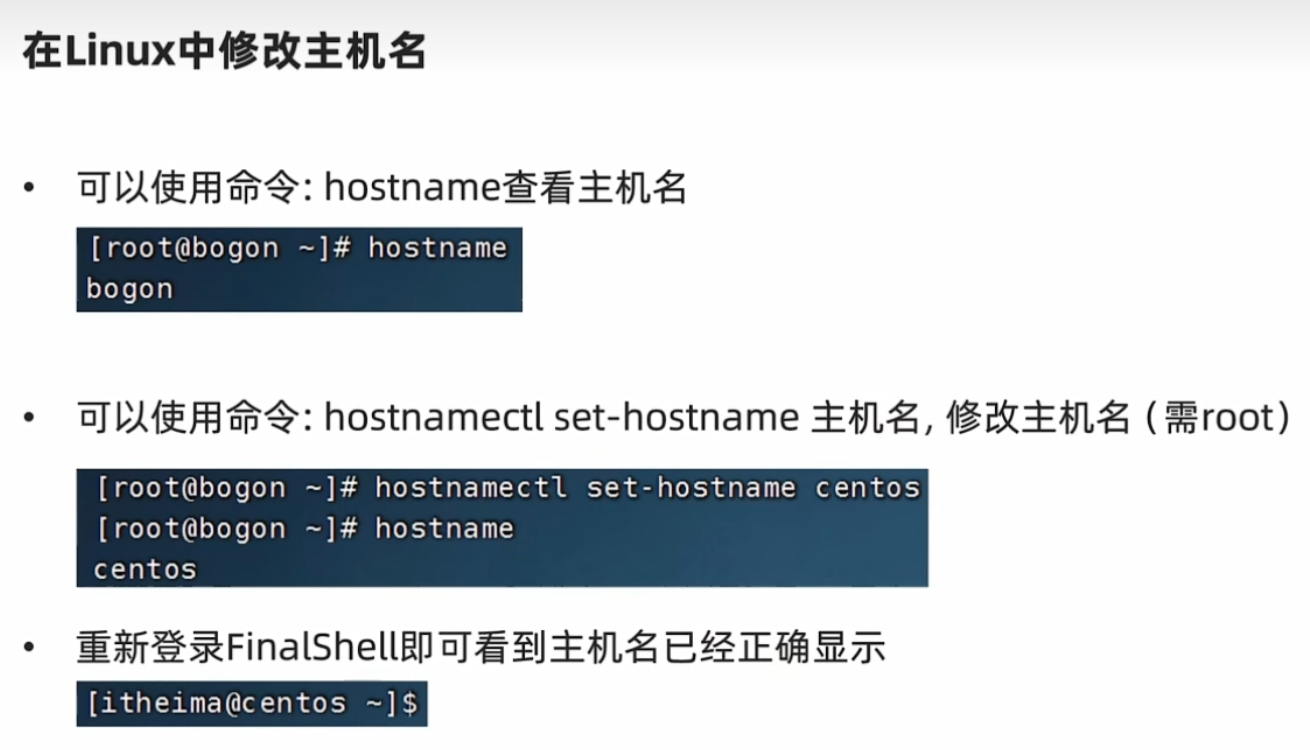 在Linux中修改主机名
• 可以使用命令: hostname查看主机名
[root@bogon ~]# hostname
bogon
• 可以使用命令: hostnamectl set-hostname 主机名, 修改主机名 (需root)
[root@bogon ~]# hostnamectl set-hostname centos
[root@bogon ~]# hostname
centos
• 重新登录FinalShell即可看到主机名已经正确显示
[itheima@centos ~]$